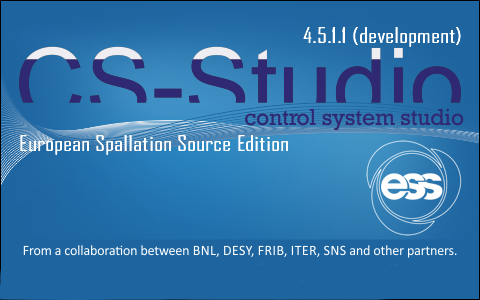 4.5.1.1 (development)
CS-Studio
control system studio
European Spallation Source Edition
ess
From a collaboration between BNL, DESY, FRIB, ITER, SNS and other partners.